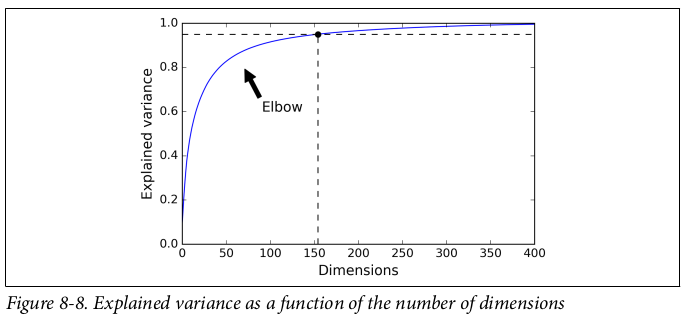 1.0
0.8
0.6
0.4
0.2
0.0
Explained variance
Elbow
0 50 100 150 200 250 300 350 400
Dimensions
Figure 8-8. Explained variance as a function of the number of dimensions